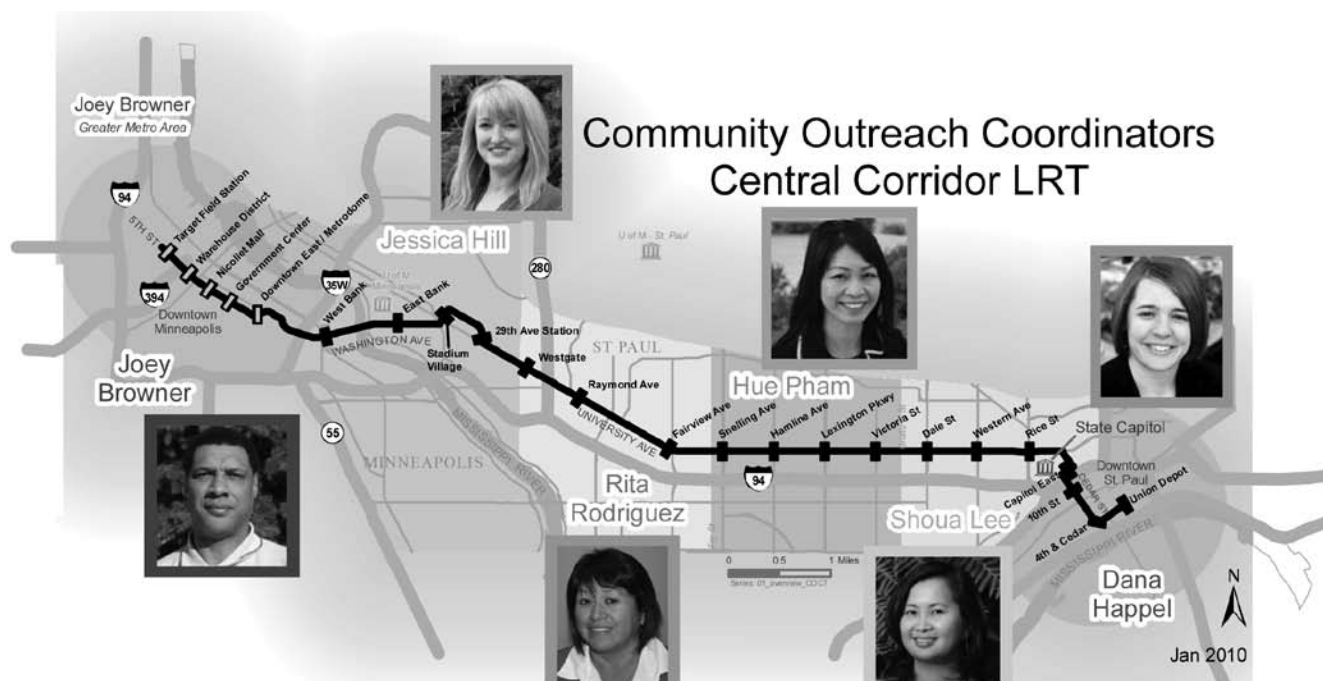 Community Outreach Coordinators
Central Corridor LRT
Joey Browner
Greater Metro Area
94
5TH ST
Target Field Station
Warehouse District
Nicollet Mall
Government Center
Downtown East / Metrodome
394
Downtown
Minneapolis
35W
U of M
Jessica Hill
280
U of M - St. Paul
West Bank
East Bank
WASHINGTON AVE
Stadium
Village
29th Ave Station
Westgate
Raymond Ave
ST PAUL
UNIVERSITY AVE
Hue Pham
Fairview Ave
Snelling Ave
Hamline Ave
Lexington Pkwy
Victoria St
Dale St
Western Ave
Rice St
State Capitol
Joey
Browner
55
MINNEAPOLIS
MISSISSIPPI RIVER
Rita
Rodriguez
94
Shoua Lee
Capitol East
10th St
4th & Cedar
CEDAR ST
Downtown
St. Paul
Union Depot
MISSISSIPPI RIVER
0 0.5 1 Miles
Dana
Happel
N
Jan 2010